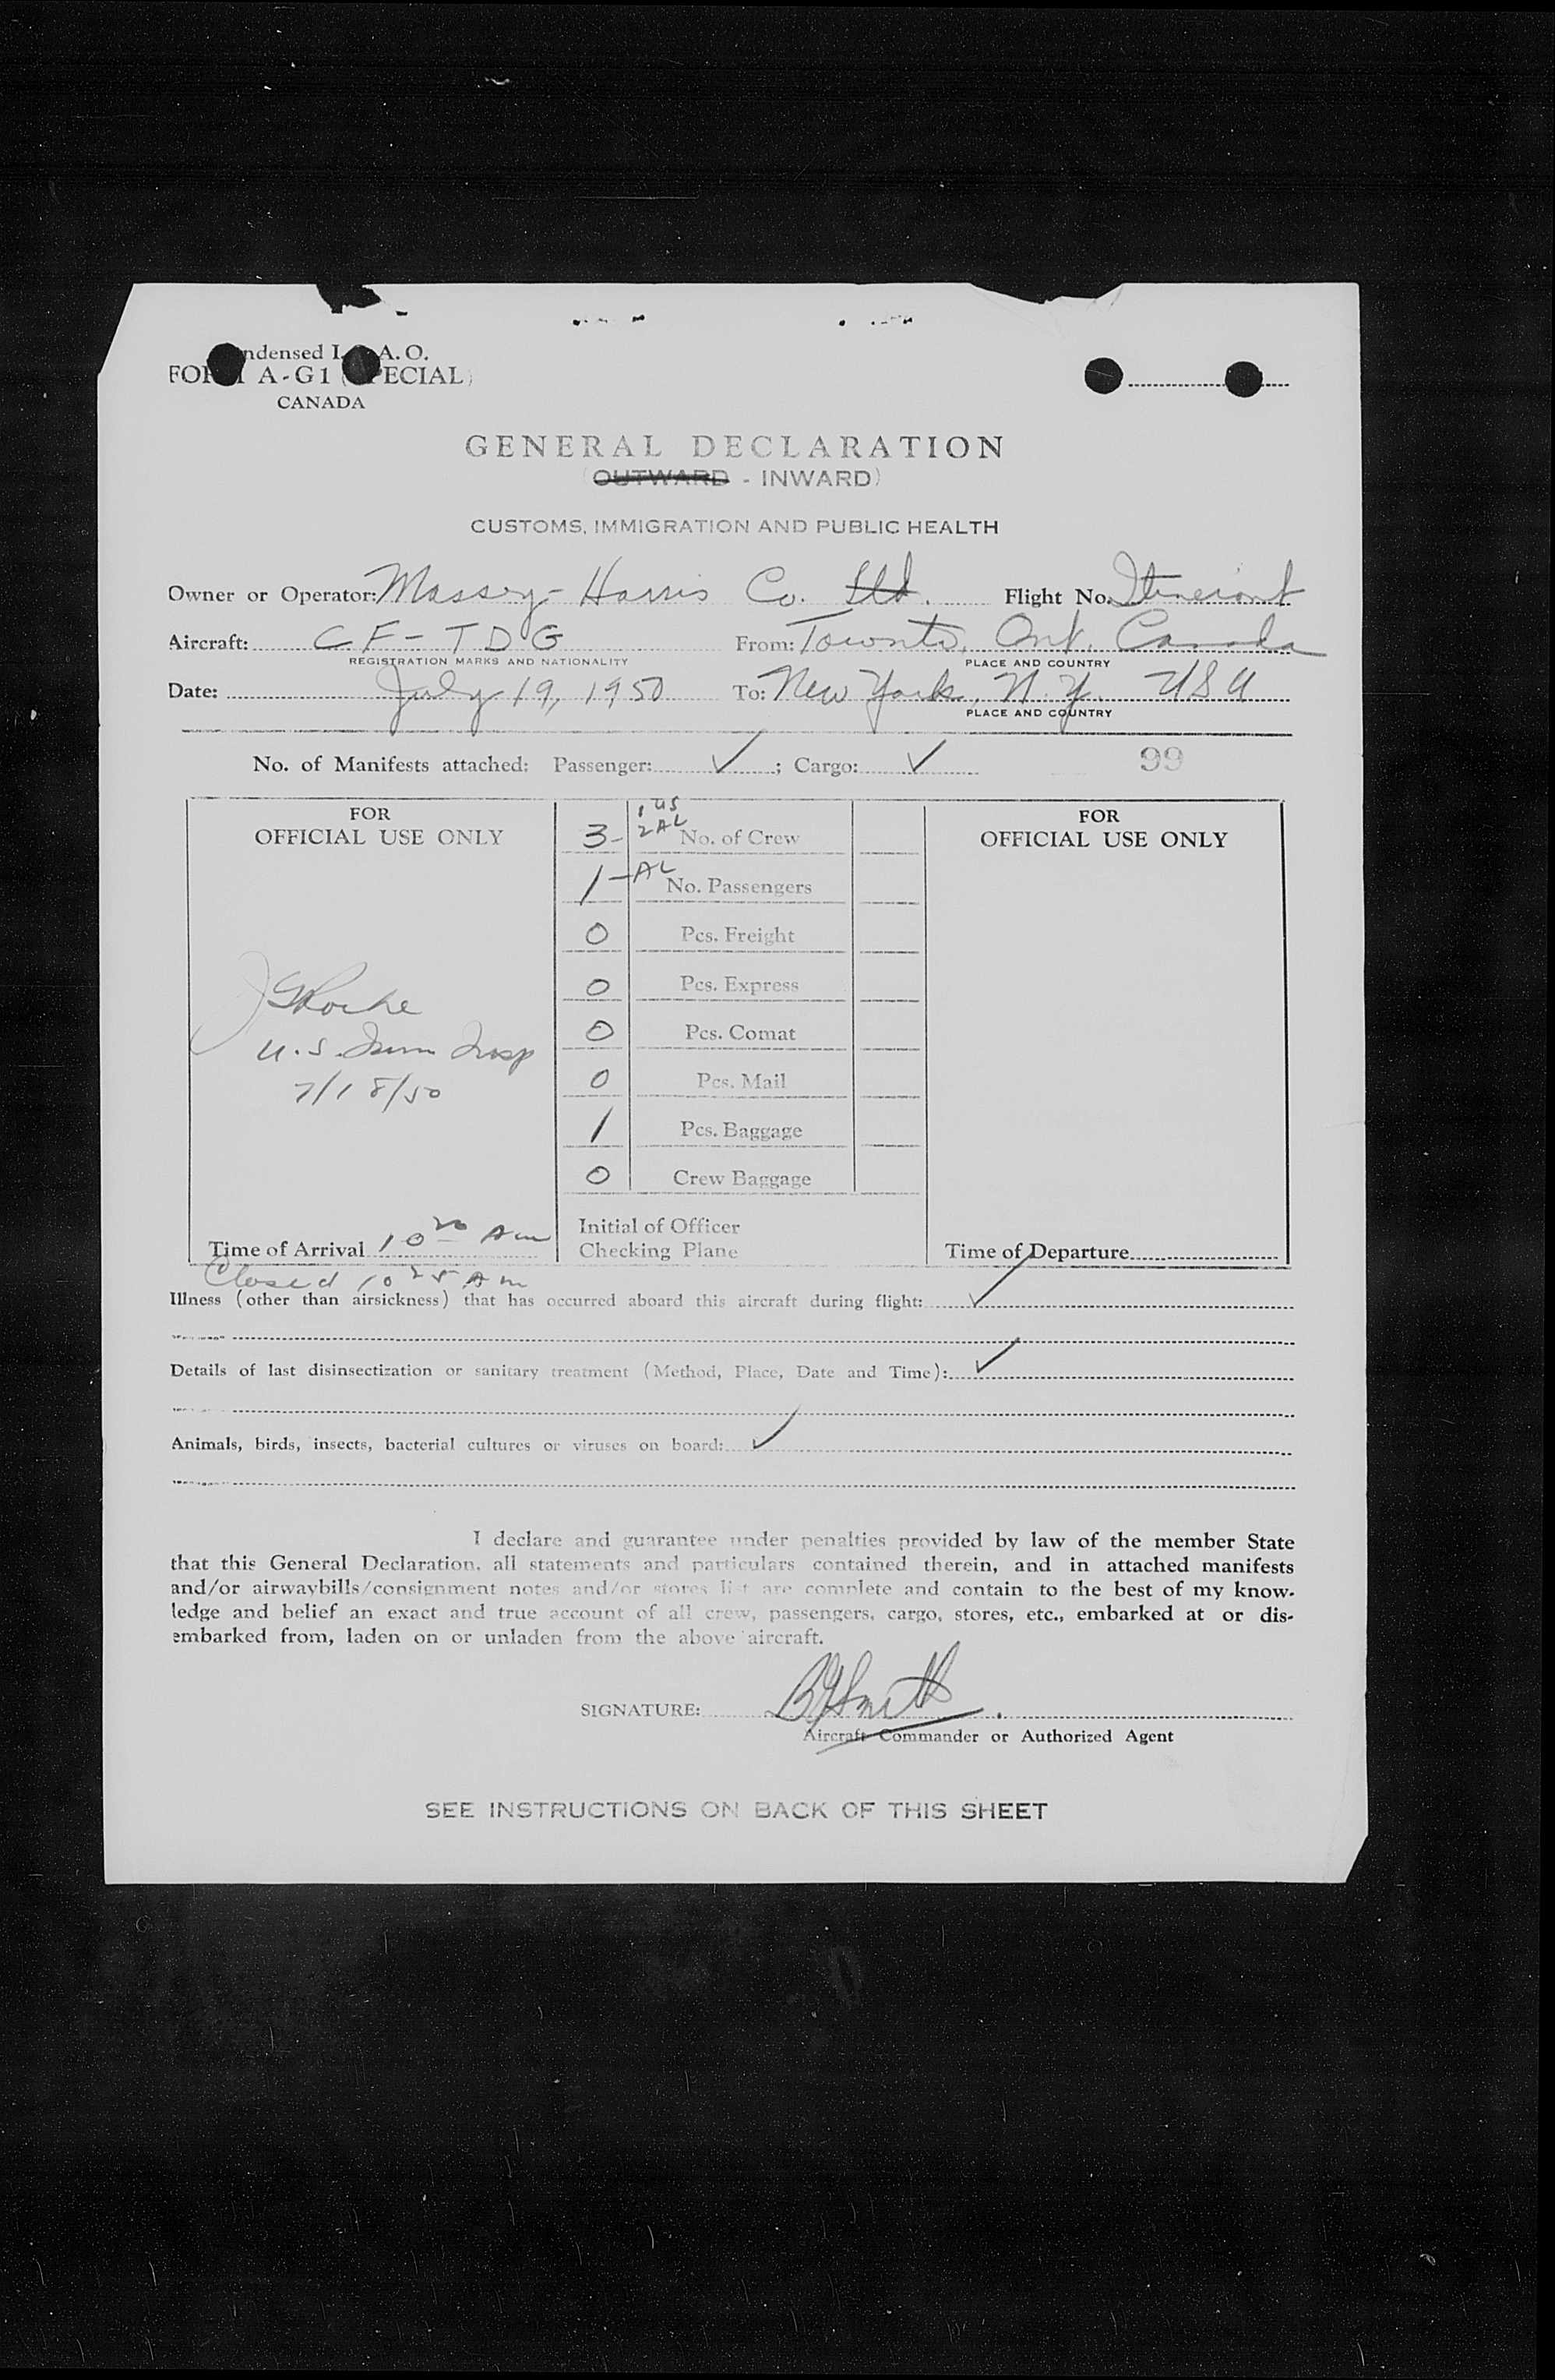 ndensed I. A. O.
FOR A-G1 (PECIAL)
CANADA
GENERAL DECLARATION
(OUTWARD - INWARD)
CUSTOMS, IMMIGRATION AND PUBLIC HEALTH
Owner or Operator: Massey-Harris Co. Ltd. Flight No. Itinerant
Aircraft: CF-TDG From: Toronto, Ont. Canada
REGISTRATION MARKS AND NATIONALITY PLACE AND COUNTRY
Date: July 19, 1950 To: New York, N.Y. USA
PLACE AND COUNTRY
No. of Manifests attached: Passenger: ✓ ; Cargo: ✓ 99
FOR
OFFICIAL USE ONLY
JGRoche
U.S. Imm Insp
7/18/50
Time of Arrival 10 20 Am
Closed 10 25 Am
1 US
3- 2AL No. of Crew
1-AL No. Passengers
0 Pcs. Freight
0 Pcs. Express
0 Pcs. Comat
0 Pcs. Mail
1 Pcs. Baggage
0 Crew Baggage
Initial of Officer
Checking Plane
FOR
OFFICIAL USE ONLY
Time of Departure
Illness (other than airsickness) that has occurred aboard this aircraft during flight: ✓
Details of last disinsectization or sanitary treatment (Method, Place, Date and Time): ✓
Animals, birds, insects, bacterial cultures or viruses on board: ✓
I declare and guarantee under penalties provided by law of the member State
that this General Declaration, all statements and particulars contained therein, and in attached manifests
and/or airwaybills/consignment notes and/or stores list are complete and contain to the best of my know-
ledge and belief an exact and true account of all crew, passengers, cargo, stores, etc., embarked at or dis-
embarked from, laden on or unladen from the above aircraft.
SIGNATURE: Smith
Aircraft Commander or Authorized Agent
SEE INSTRUCTIONS ON BACK OF THIS SHEET